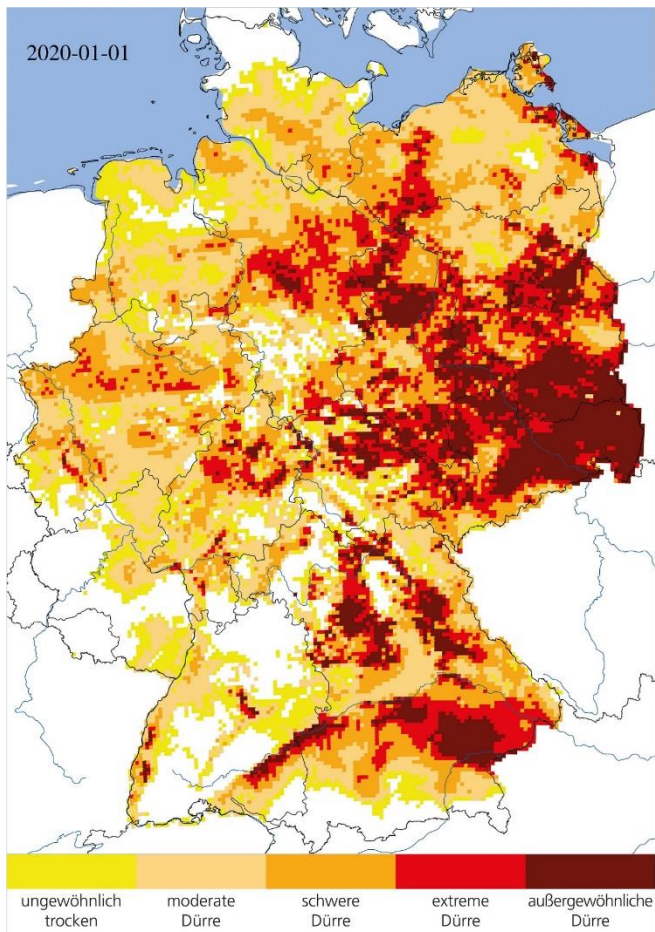 2020-01-01
ungewöhnlich
trocken
moderate
Dürre
schwere
Dürre
extreme
Dürre
außergewöhnliche
Dürre